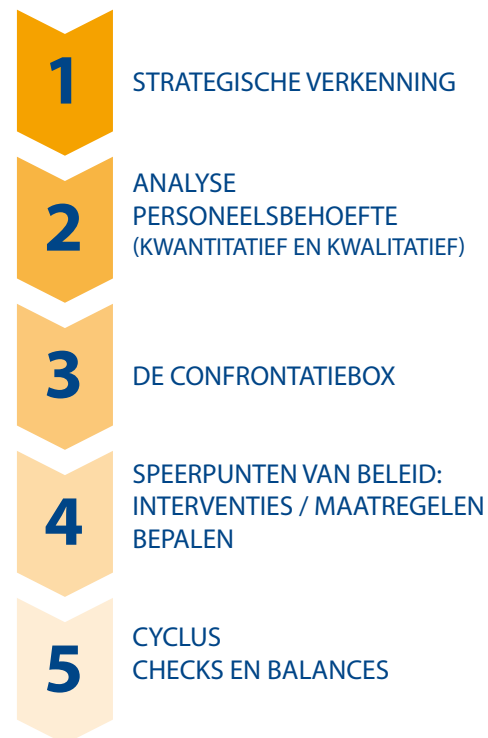 1
STRATEGISCHE VERKENNING
2
ANALYSE
PERSONEELSBEHOEFTE
(KWANTITATIEF EN KWALITATIEF)
3
DE CONFRONTATIEBOX
4
SPEERPUNTEN VAN BELEID:
INTERVENTIES / MAATREGELEN
BEPALEN
5
CYCLUS
CHECKS EN BALANCES